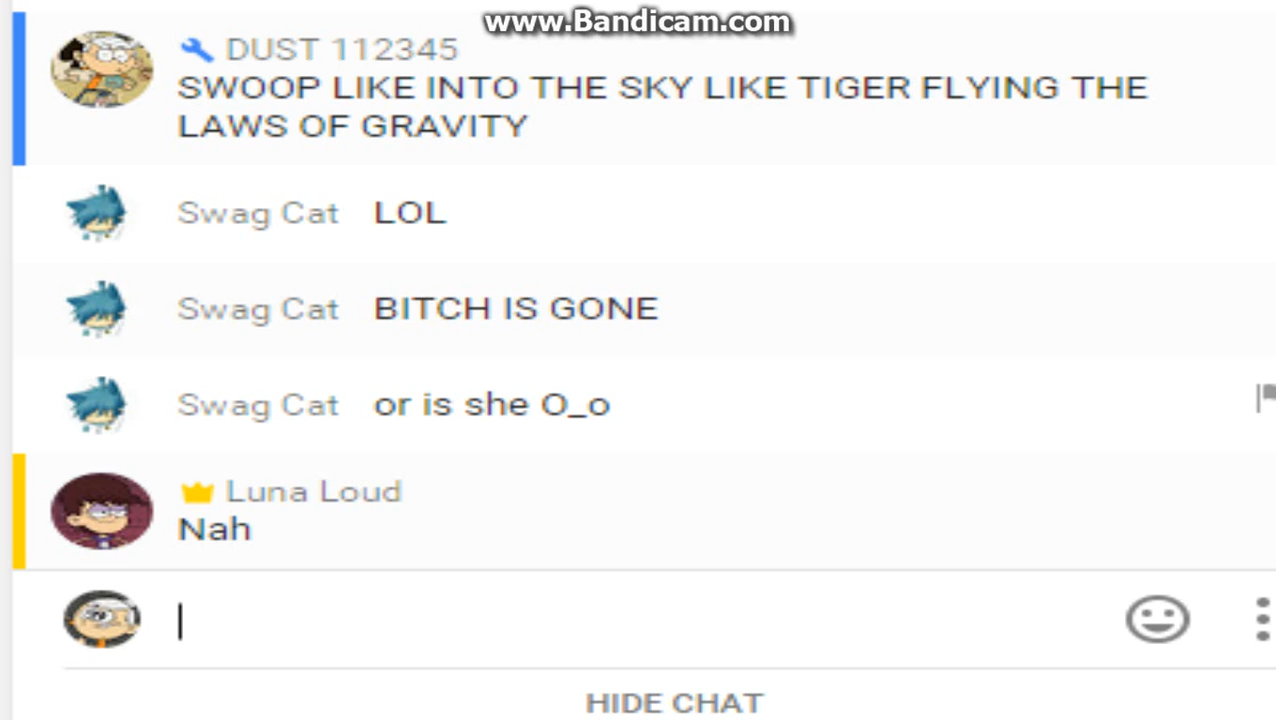 www.Bandicam.com
DUST 112345
SWOOP LIKE INTO THE SKY LIKE TIGER FLYING THE
LAWS OF GRAVITY
Swag Cat LOL
Swag Cat BITCH IS GONE
Swag Cat or is she O_o
Luna Loud
Nah
HIDE CHAT